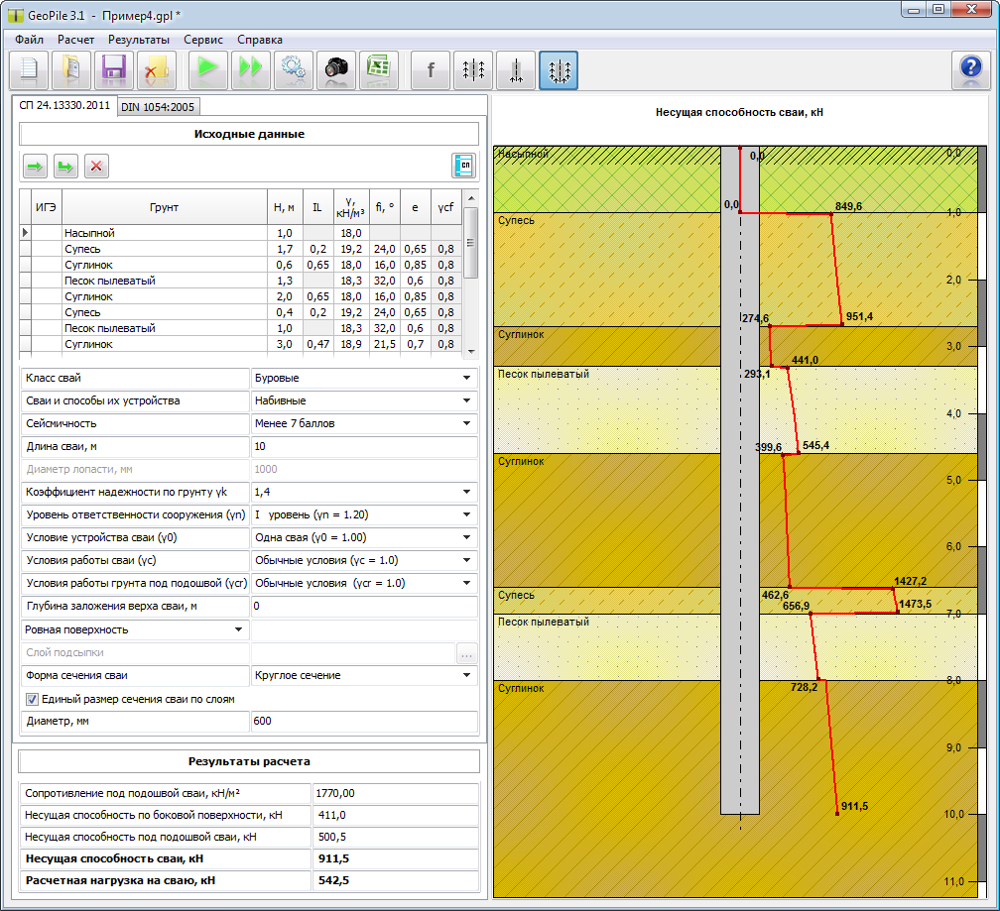 GeoPile 3.1 - Пример4.gpl *
Файл Расчет Результаты Сервис Справка
f
?
СП 24.13330.2011 DIN 1054:2005
Исходные данные
СП
ИГЭ Грунт H, м IL γ, кН/м³ fi, ° e γcf
Насыпной 1,0 18,0
Супесь 1,7 0,2 19,2 24,0 0,65 0,8
Суглинок 0,6 0,65 18,0 16,0 0,85 0,8
Песок пылеватый 1,3 18,3 32,0 0,6 0,8
Суглинок 2,0 0,65 18,0 16,0 0,85 0,8
Супесь 0,4 0,2 19,2 24,0 0,65 0,8
Песок пылеватый 1,0 18,3 32,0 0,6 0,8
Суглинок 3,0 0,47 18,9 21,5 0,7 0,8
Класс свай Буровые
Сваи и способы их устройства Набивные
Сейсмичность Менее 7 баллов
Длина сваи, м 10
Диаметр лопасти, мм 1000
Коэффициент надежности по грунту γk 1,4
Уровень ответственности сооружения (γn) I уровень (γn = 1.20)
Условие устройства сваи (γ0) Одна свая (γ0 = 1.00)
Условия работы сваи (γc) Обычные условия (γc = 1.0)
Условия работы грунта под подошвой (γcr) Обычные условия (γcr = 1.0)
Глубина заложения верха сваи, м 0
Ровная поверхность
Слой подсыпки ...
Форма сечения сваи Круглое сечение
Единый размер сечения сваи по слоям
Диаметр, мм 600
Результаты расчета
Сопротивление под подошвой сваи, кН/м² 1770,00
Несущая способность по боковой поверхности, кН 411,0
Несущая способность под подошвой сваи, кН 500,5
Несущая способность сваи, кН 911,5
Расчетная нагрузка на сваю, кН 542,5
Несущая способность сваи, кН
Насыпной 0,0 0,0
0,0 849,6 1,0
Супесь
2,0
274,6 951,4
Суглинок 3,0
441,0
Песок пылеватый 293,1
4,0
399,6 545,4
Суглинок
5,0
6,0
1427,2
Супесь 462,6
656,9 1473,5
7,0
Песок пылеватый
8,0
Суглинок 728,2
9,0
911,5
10,0
11,0